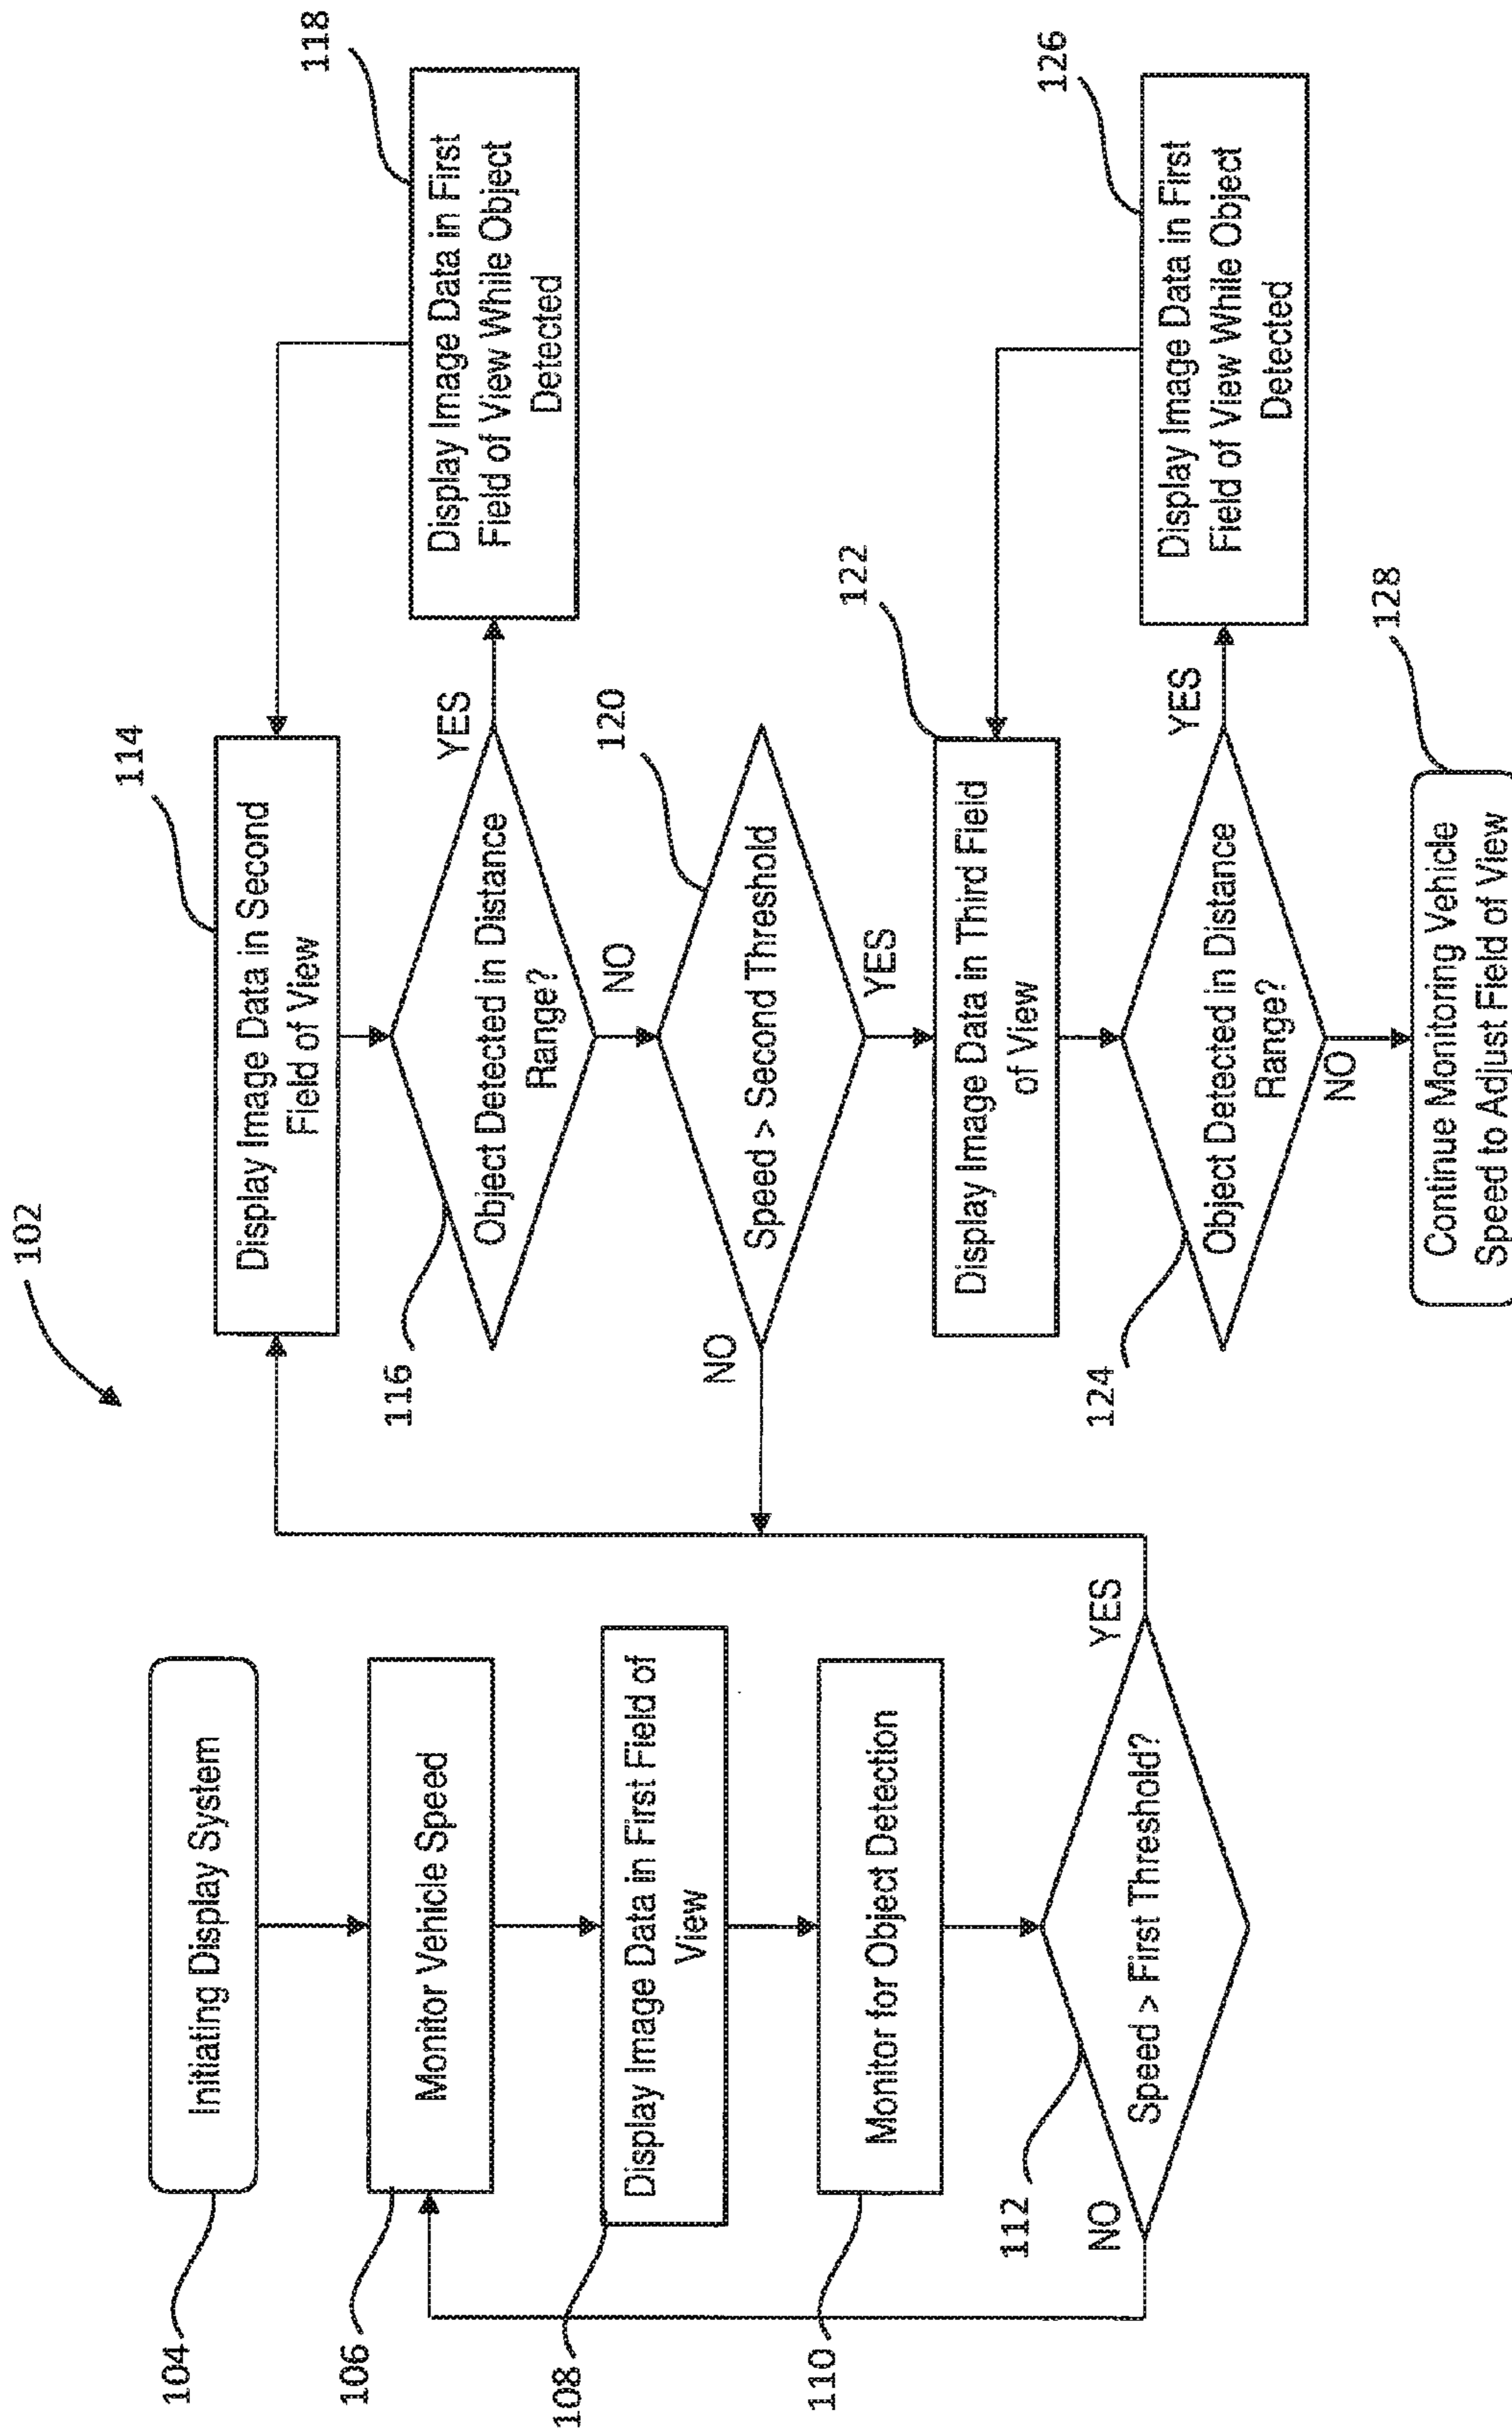 102
104
Initiating Display System
106
Monitor Vehicle Speed
108
Display Image Data in First Field of
View
110
Monitor for Object Detection
112
Speed > First Threshold?
NO
YES
114
Display Image Data in Second
Field of View
116
Object Detected in Distance
Range?
YES
NO
118
Display Image Data in First
Field of View While Object
Detected
120
Speed > Second Threshold
NO
YES
122
Display Image Data in Third Field
of View
124
Object Detected in Distance
Range?
YES
NO
126
Display Image Data in First
Field of View While Object
Detected
128
Continue Monitoring Vehicle
Speed to Adjust Field of View